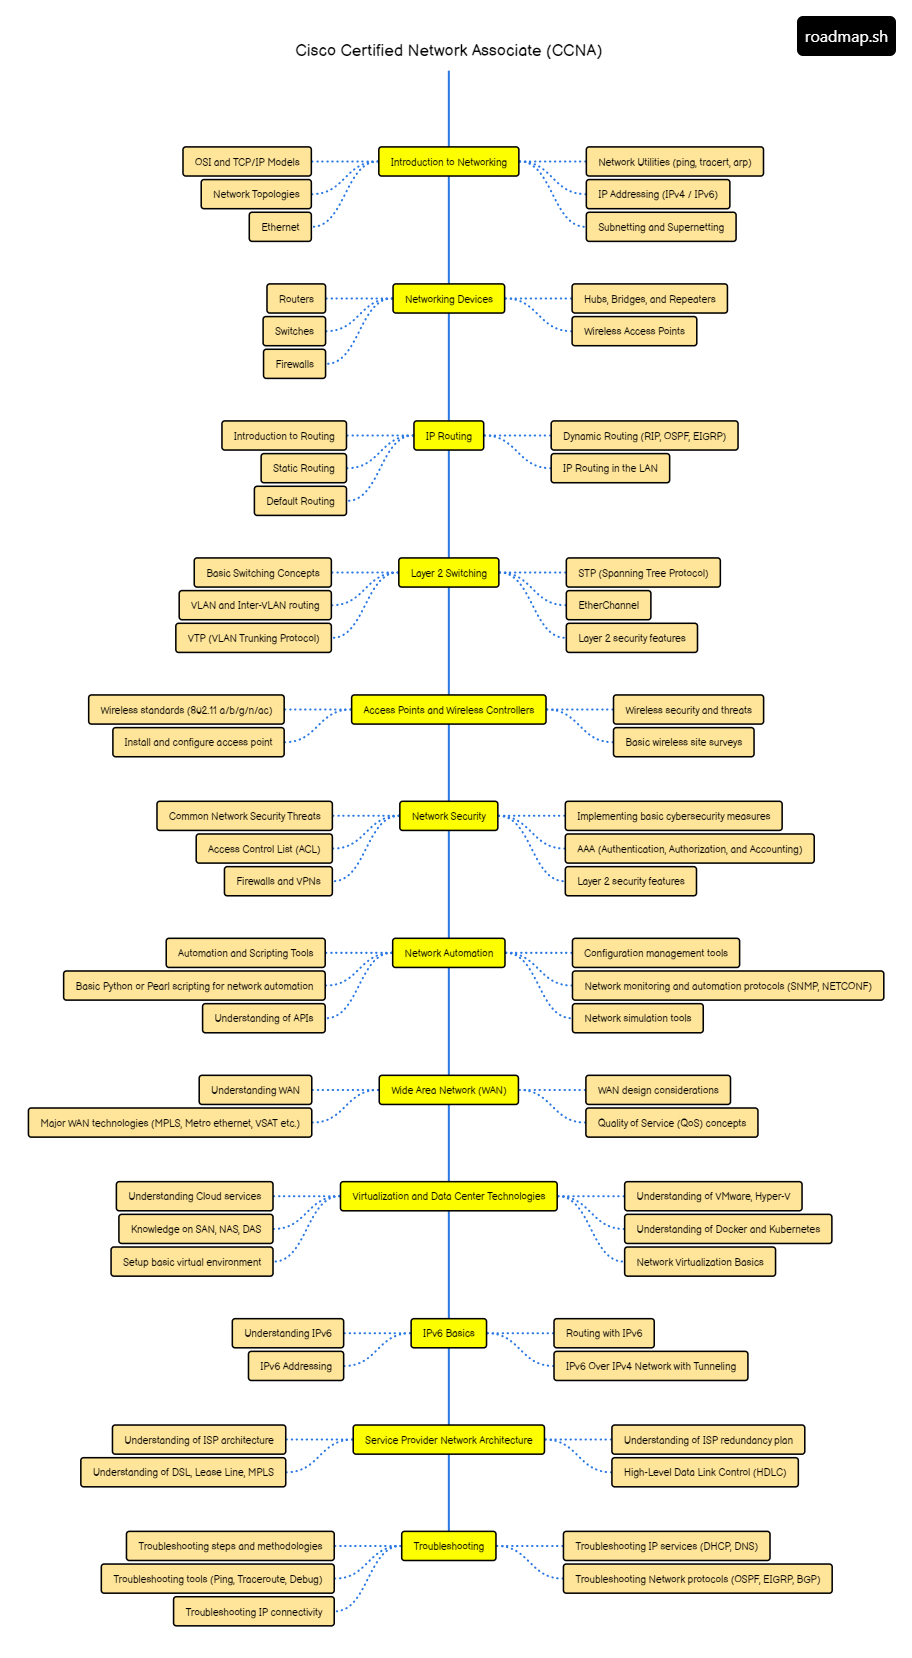 roadmap.sh
Cisco Certified Network Associate (CCNA)
Introduction to Networking
OSI and TCP/IP Models
Network Topologies
Ethernet
Network Utilities (ping, tracert, arp)
IP Addressing (IPv4 / IPv6)
Subnetting and Supernetting
Networking Devices
Routers
Switches
Firewalls
Hubs, Bridges, and Repeaters
Wireless Access Points
IP Routing
Introduction to Routing
Static Routing
Default Routing
Dynamic Routing (RIP, OSPF, EIGRP)
IP Routing in the LAN
Layer 2 Switching
Basic Switching Concepts
VLAN and Inter-VLAN routing
VTP (VLAN Trunking Protocol)
STP (Spanning Tree Protocol)
EtherChannel
Layer 2 security features
Access Points and Wireless Controllers
Wireless standards (802.11 a/b/g/n/ac)
Install and configure access point
Wireless security and threats
Basic wireless site surveys
Network Security
Common Network Security Threats
Access Control List (ACL)
Firewalls and VPNs
Implementing basic cybersecurity measures
AAA (Authentication, Authorization, and Accounting)
Layer 2 security features
Network Automation
Automation and Scripting Tools
Basic Python or Pearl scripting for network automation
Understanding of APIs
Configuration management tools
Network monitoring and automation protocols (SNMP, NETCONF)
Network simulation tools
Wide Area Network (WAN)
Understanding WAN
Major WAN technologies (MPLS, Metro ethernet, VSAT etc.)
WAN design considerations
Quality of Service (QoS) concepts
Virtualization and Data Center Technologies
Understanding Cloud services
Knowledge on SAN, NAS, DAS
Setup basic virtual environment
Understanding of VMware, Hyper-V
Understanding of Docker and Kubernetes
Network Virtualization Basics
IPv6 Basics
Understanding IPv6
IPv6 Addressing
Routing with IPv6
IPv6 Over IPv4 Network with Tunneling
Service Provider Network Architecture
Understanding of ISP architecture
Understanding of DSL, Lease Line, MPLS
Understanding of ISP redundancy plan
High-Level Data Link Control (HDLC)
Troubleshooting
Troubleshooting steps and methodologies
Troubleshooting tools (Ping, Traceroute, Debug)
Troubleshooting IP connectivity
Troubleshooting IP services (DHCP, DNS)
Troubleshooting Network protocols (OSPF, EIGRP, BGP)